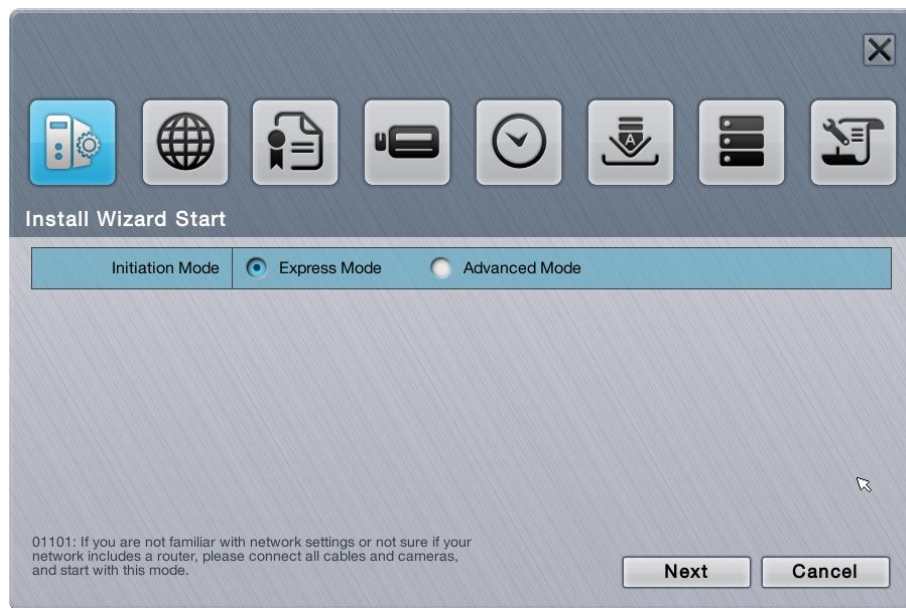 Install Wizard Start
Initiation Mode Express Mode Advanced Mode
01101: If you are not familiar with network settings or not sure if your
network includes a router, please connect all cables and cameras,
and start with this mode.
Next Cancel